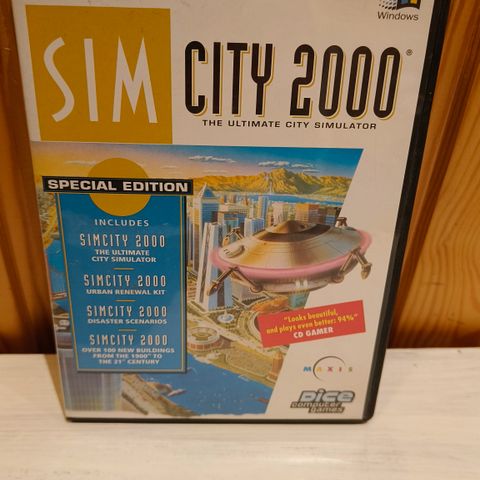 Windows
SIM CITY 2000®
THE ULTIMATE CITY SIMULATOR
SPECIAL EDITION
INCLUDES
SIMCITY 2000
THE ULTIMATE
CITY SIMULATOR
SIMCITY 2000
URBAN RENEWAL KIT
SIMCITY 2000
DISASTER SCENARIOS
SIMCITY 2000
OVER 100 NEW BUILDINGS
FROM THE 1900'S TO
THE 21ST CENTURY
"Looks beautiful,
and plays even better: 94%"
CD GAMER
MAXIS
Dice
computer
games